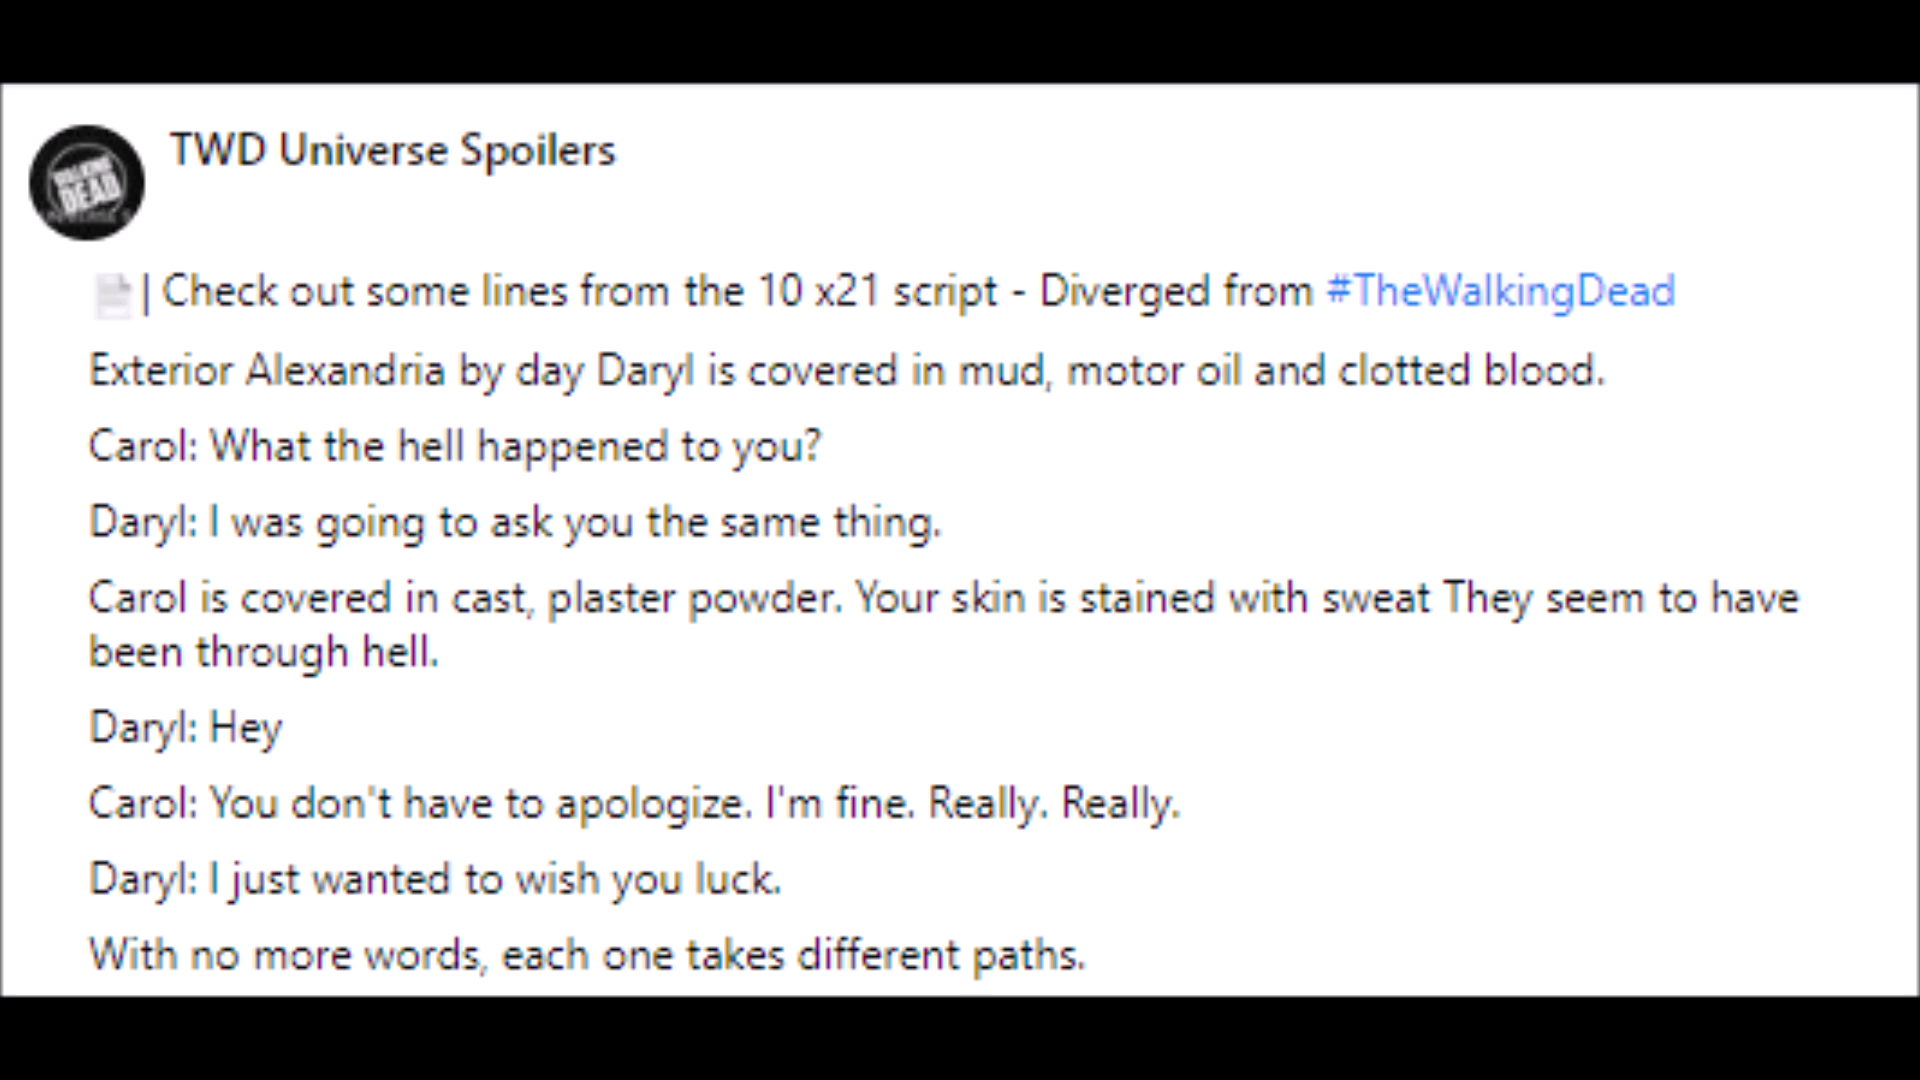 TWD Universe Spoilers
WALKING
DEAD
| Check out some lines from the 10 x21 script - Diverged from #TheWalkingDead
Exterior Alexandria by day Daryl is covered in mud, motor oil and clotted blood.
Carol: What the hell happened to you?
Daryl: I was going to ask you the same thing.
Carol is covered in cast, plaster powder. Your skin is stained with sweat They seem to have
been through hell.
Daryl: Hey
Carol: You don't have to apologize. I'm fine. Really. Really.
Daryl: I just wanted to wish you luck.
With no more words, each one takes different paths.